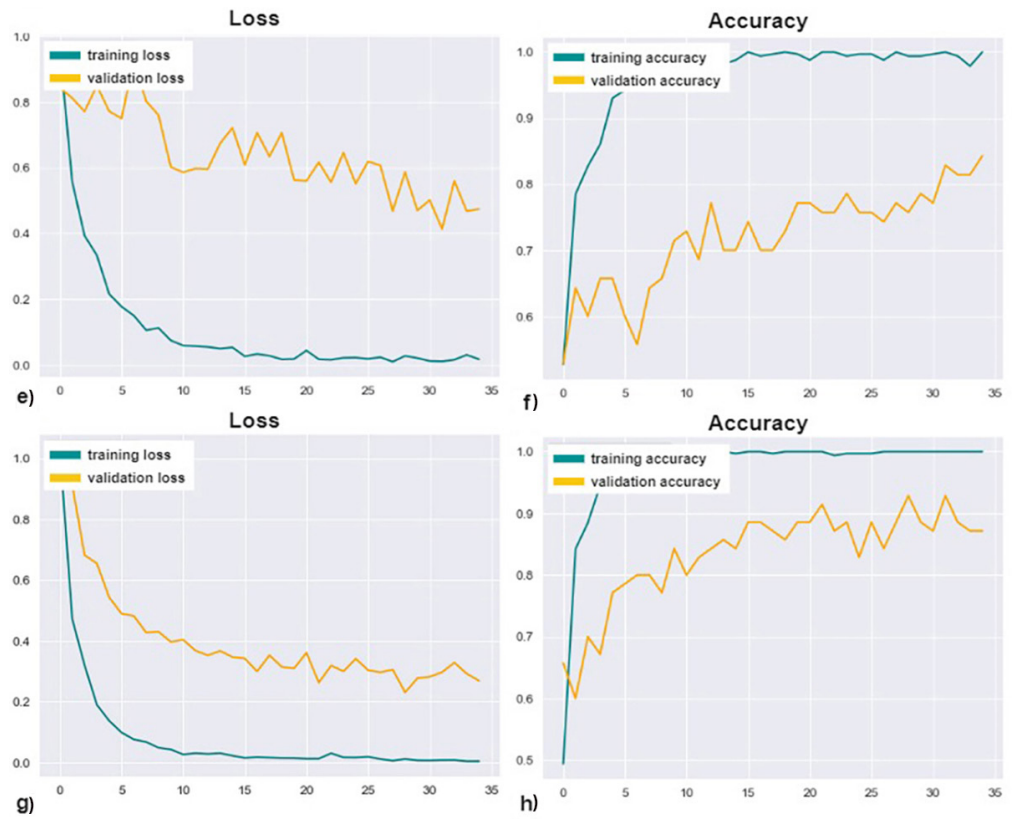 Loss
training loss
validation loss
1.0
0.8
0.6
0.4
0.2
0.0
0 5 10 15 20 25 30 35
e)
Accuracy
training accuracy
validation accuracy
1.0
0.9
0.8
0.7
0.6
0 5 10 15 20 25 30 35
f)
Loss
training loss
validation loss
1.0
0.8
0.6
0.4
0.2
0.0
0 5 10 15 20 25 30 35
g)
Accuracy
training accuracy
validation accuracy
1.0
0.9
0.8
0.7
0.6
0.5
0 5 10 15 20 25 30 35
h)